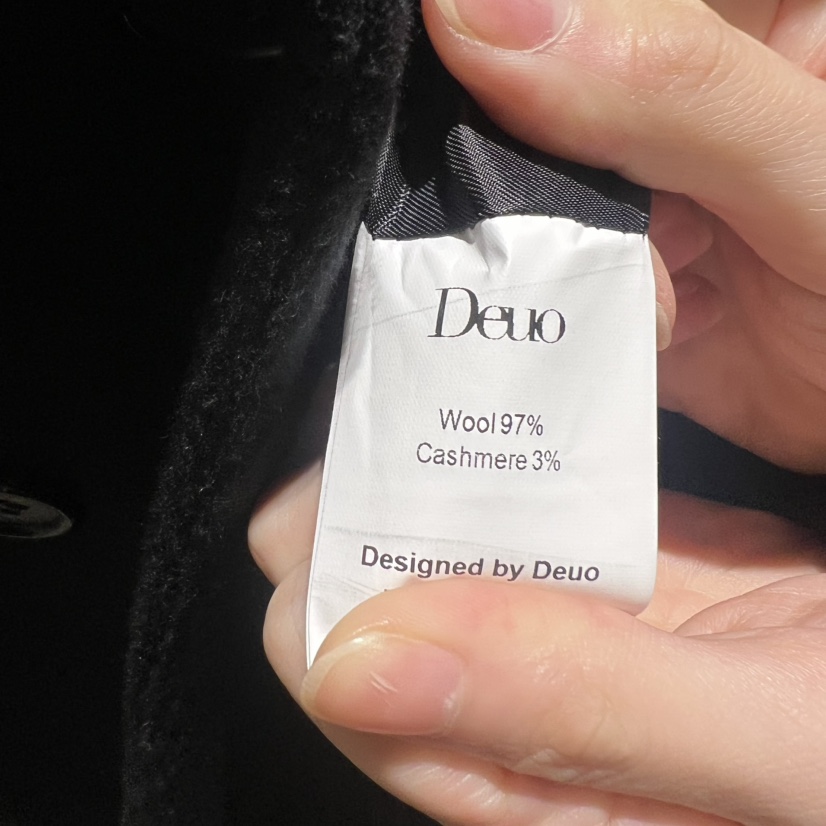 Deuo
Wool 97%
Cashmere 3%
Designed by Deuo